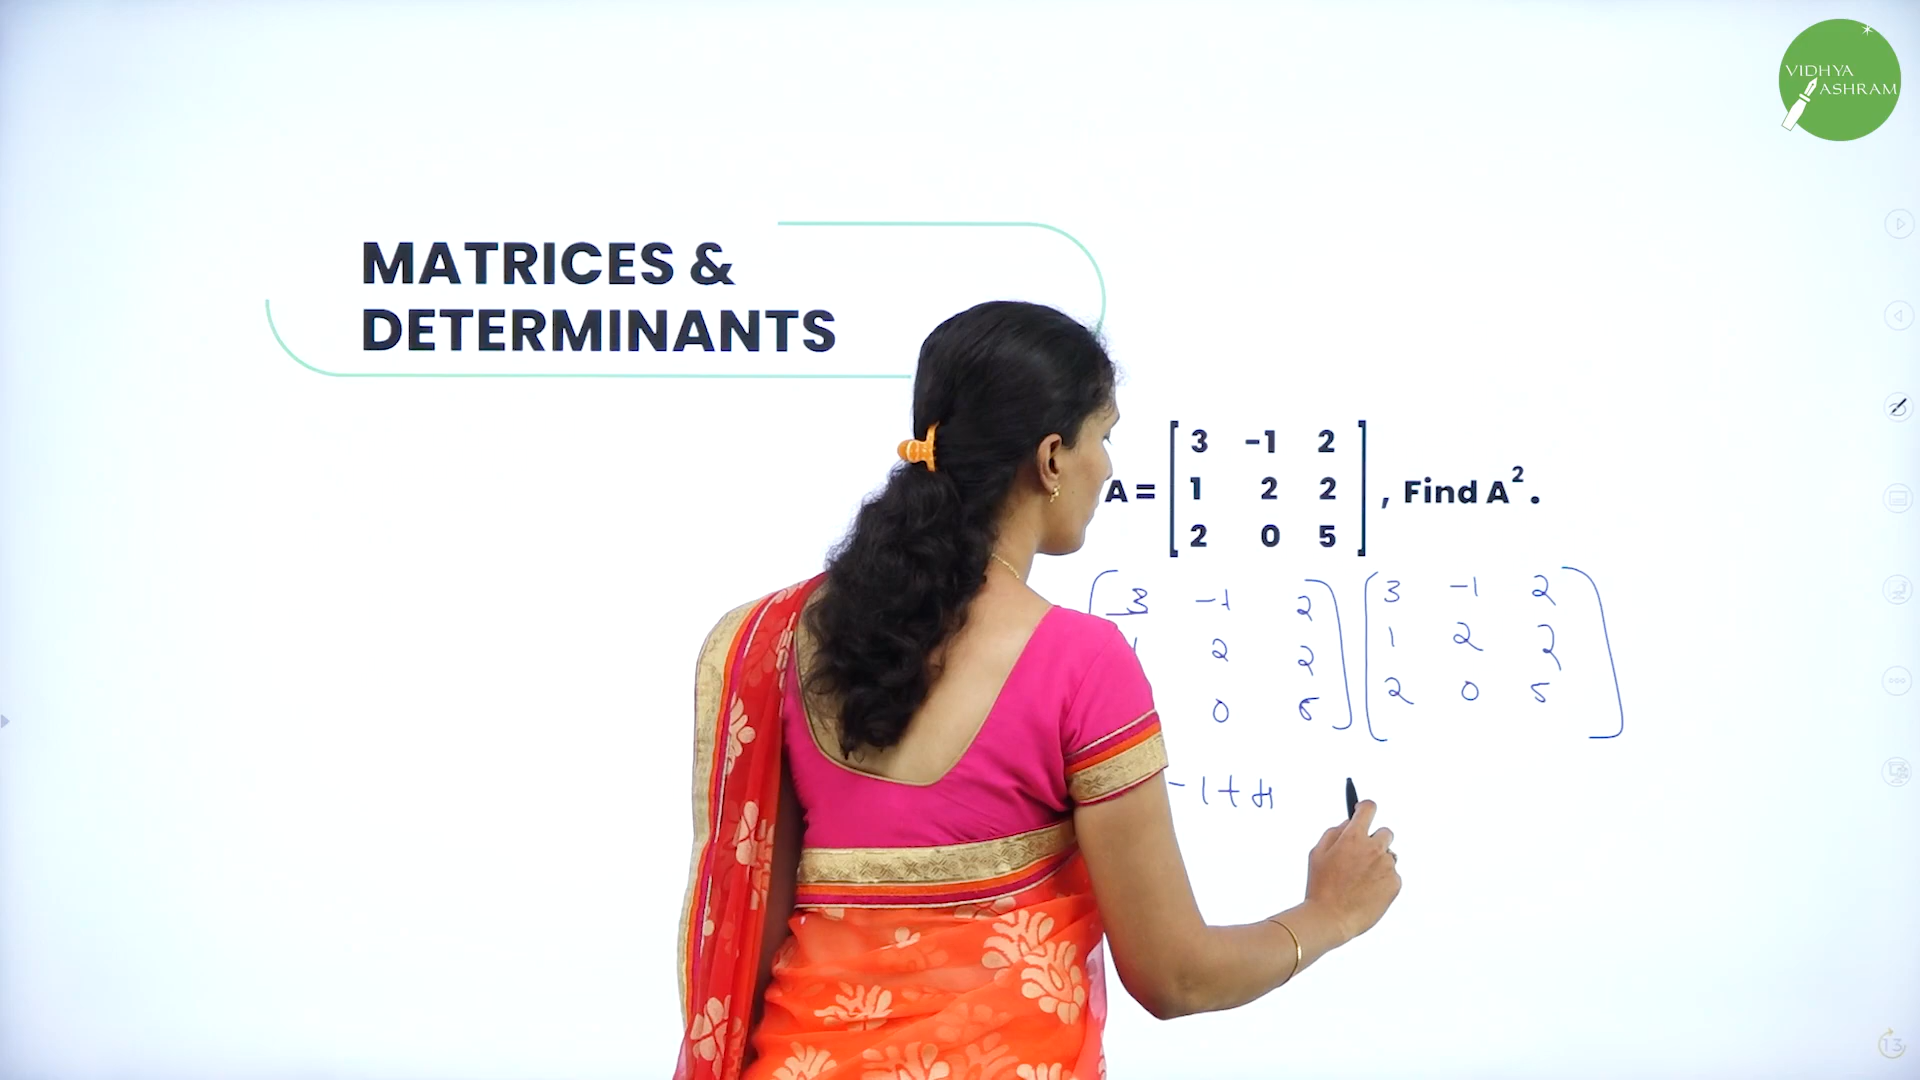 VIDHYA
ASHRAM
MATRICES &
DETERMINANTS
A = [ 3 -1 2
1 2 2
2 0 5 ] , Find A².
3 -1 2 3 -1 2
2 2 1 2 2
0 5 2 0 5
-1+4
13